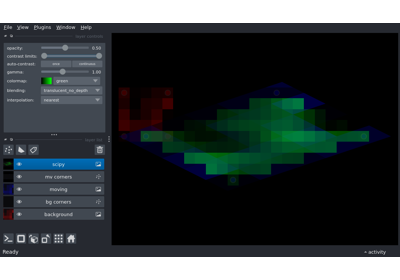 File View Plugins Window Help
opacity: 0.50
contrast limits:
auto-contrast: once continuous
gamma: 1.00
colormap: green
blending: translucent_no_depth
interpolation: nearest
scipy
mv corners
moving
bg corners
background
Ready activity